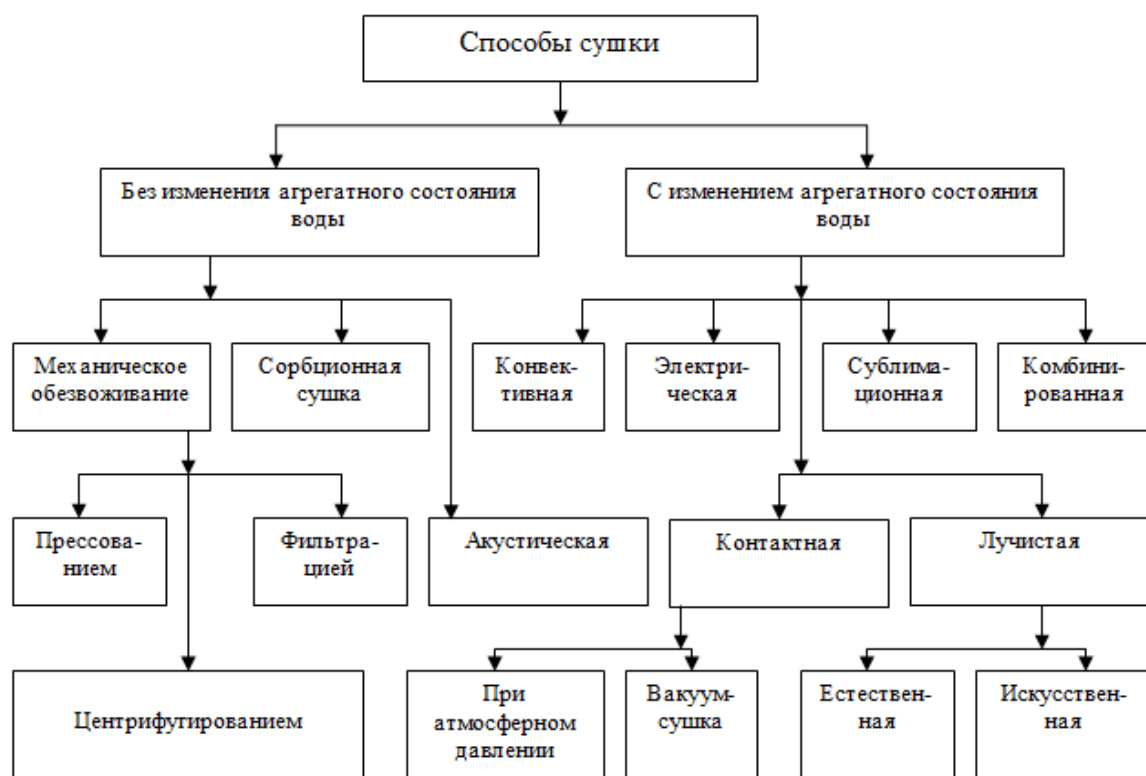 Способы сушки
Без изменения агрегатного состояния
воды
С изменением агрегатного состояния
воды
Механическое
обезвоживание
Сорбционная
сушка
Конвек-
тивная
Электри-
ческая
Сублима-
ционная
Комбини-
рованная
Прессова-
нием
Фильтра-
цией
Акустическая
Контактная
Лучистая
Центрифугированием
При
атмосферном
давлении
Вакуум-
сушка
Естествен-
ная
Искусствен-
ная